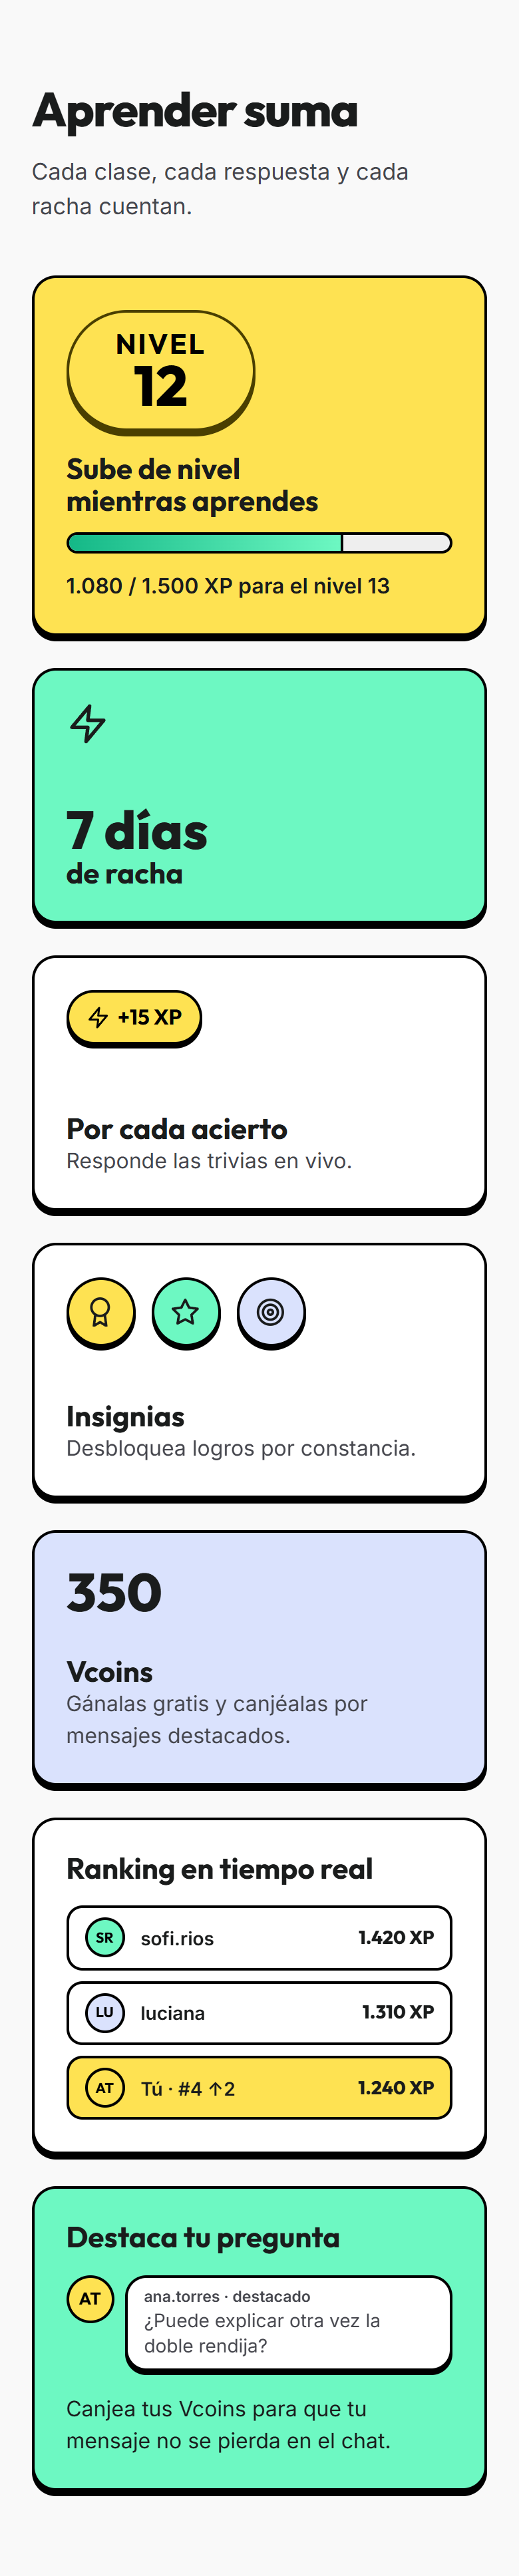 Aprender suma
Cada clase, cada respuesta y cada
racha cuentan.
NIVEL
12
Sube de nivel
mientras aprendes
1.080 / 1.500 XP para el nivel 13
7 días
de racha
+15 XP
Por cada acierto
Responde las trivias en vivo.
Insignias
Desbloquea logros por constancia.
350
Vcoins
Gánalas gratis y canjéalas por
mensajes destacados.
Ranking en tiempo real
SR sofi.rios 1.420 XP
LU luciana 1.310 XP
AT Tú · #4 ↑2 1.240 XP
Destaca tu pregunta
AT
ana.torres · destacado
¿Puede explicar otra vez la
doble rendija?
Canjea tus Vcoins para que tu
mensaje no se pierda en el chat.